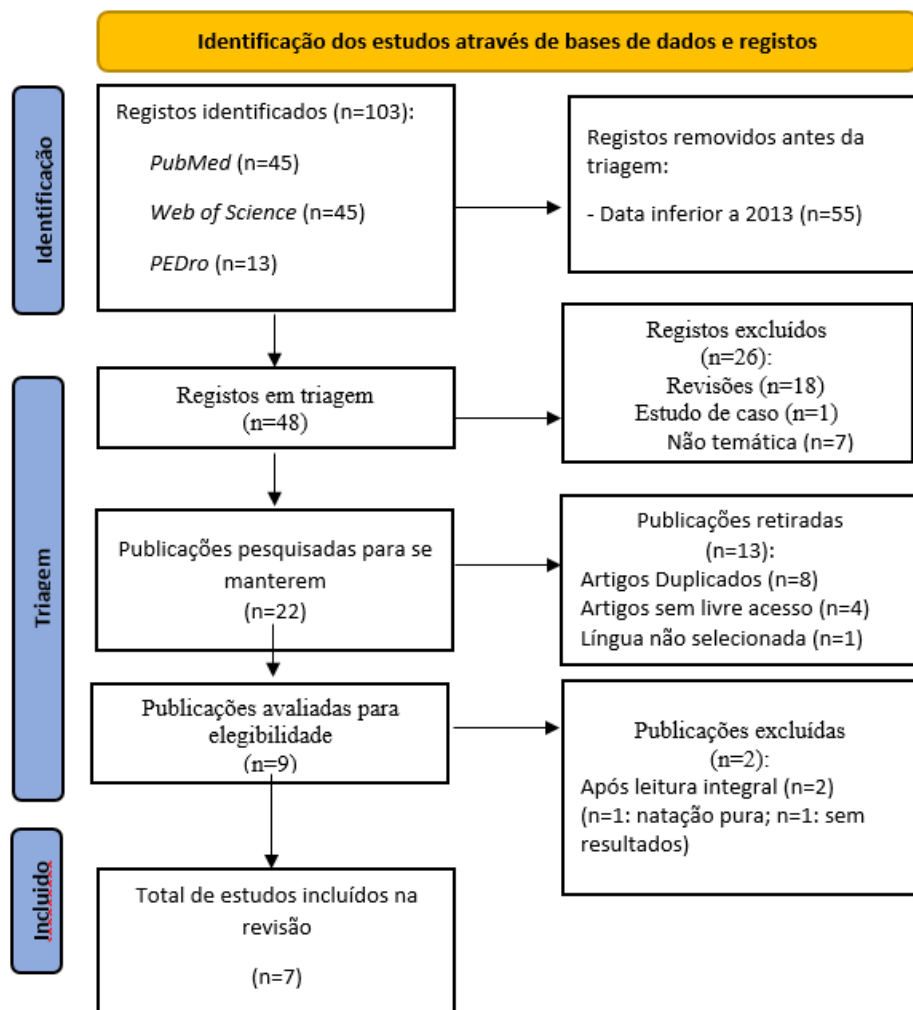 Identificação dos estudos através de bases de dados e registos
Identificação
Registos identificados (n=103):
PubMed (n=45)
Web of Science (n=45)
PEDro (n=13)
Registos removidos antes da
triagem:
- Data inferior a 2013 (n=55)
Triagem
Registos em triagem
(n=48)
Registos excluídos
(n=26):
Revisões (n=18)
Estudo de caso (n=1)
Não temática (n=7)
Publicações pesquisadas para se
manterem
(n=22)
Publicações retiradas
(n=13):
Artigos Duplicados (n=8)
Artigos sem livre acesso (n=4)
Língua não selecionada (n=1)
Publicações avaliadas para
elegibilidade
(n=9)
Publicações excluídas
(n=2):
Após leitura integral (n=2)
(n=1: natação pura; n=1: sem
resultados)
Incluido
Total de estudos incluídos na
revisão
(n=7)